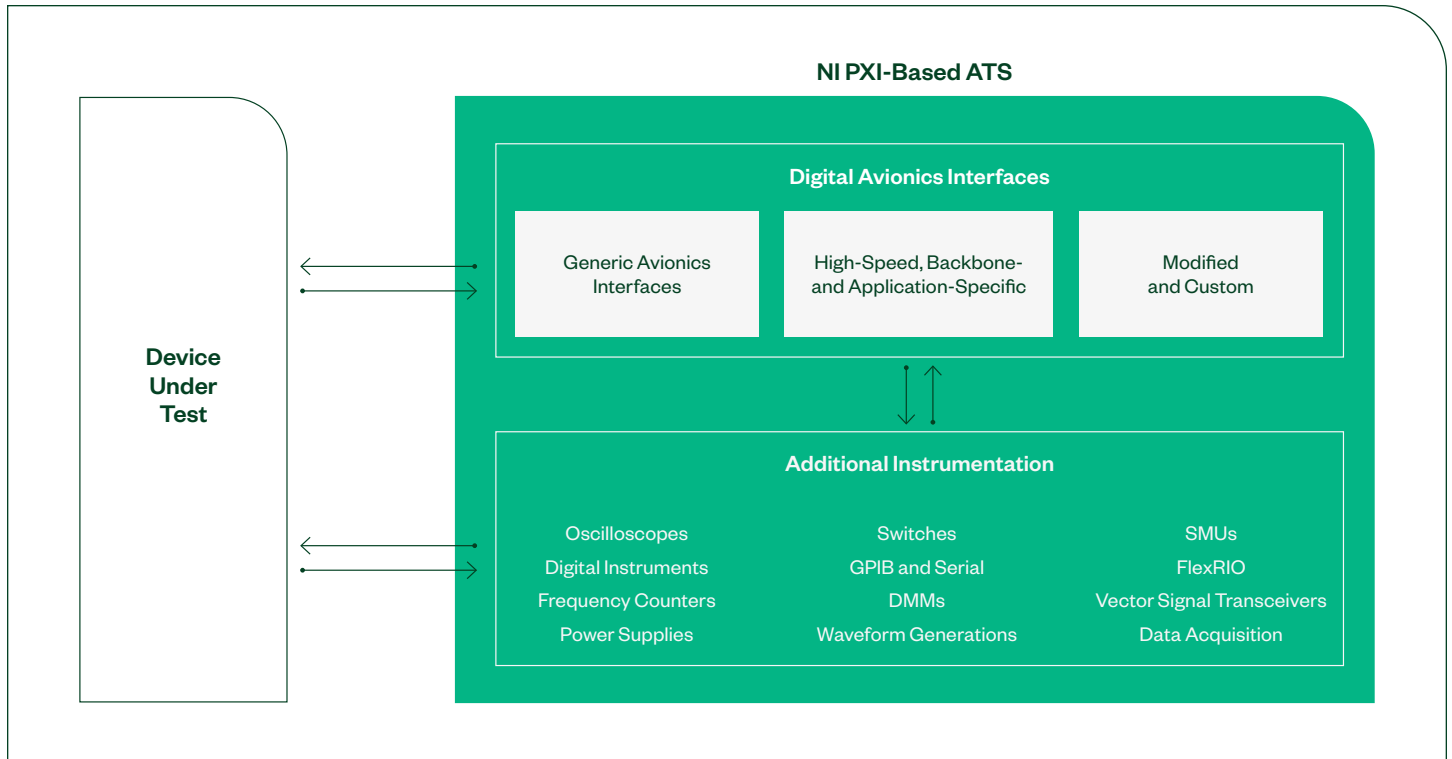 NI PXI-Based ATS
Device
Under
Test
Digital Avionics Interfaces
Generic Avionics
Interfaces
High-Speed, Backbone-
and Application-Specific
Modified
and Custom
Additional Instrumentation
Oscilloscopes
Digital Instruments
Frequency Counters
Power Supplies
Switches
GPIB and Serial
DMMs
Waveform Generations
SMUs
FlexRIO
Vector Signal Transceivers
Data Acquisition